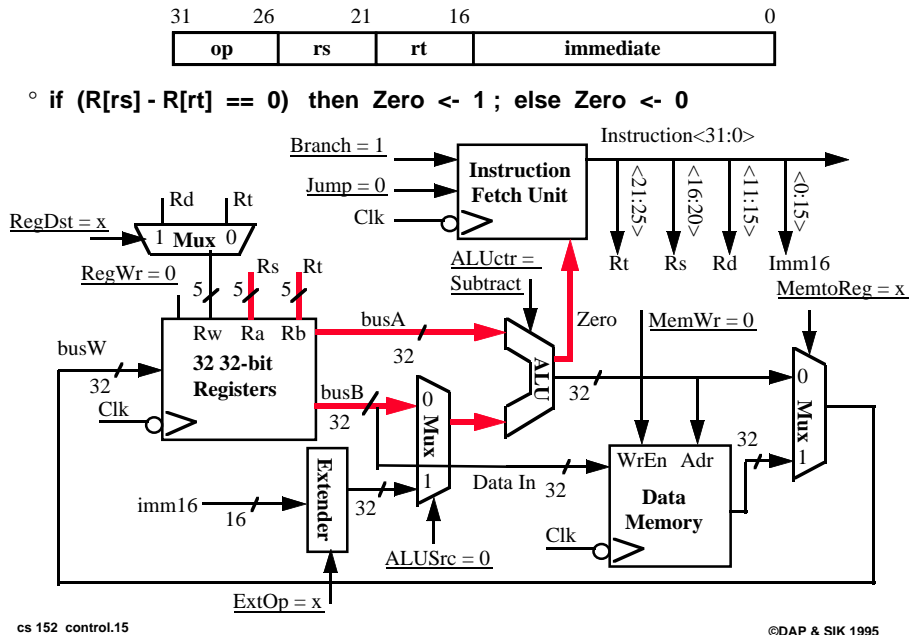 31 26 21 16 0
op rs rt immediate
° if (R[rs] - R[rt] == 0) then Zero <- 1 ; else Zero <- 0
Instruction<31:0>
Branch = 1
Jump = 0
Clk
Instruction
Fetch Unit
<21:25>
<16:20>
<11:15>
<0:15>
Rt Rs Rd Imm16
Rd Rt
RegDst = x
1 Mux 0
RegWr = 0
5 5 5
Rs Rt
ALUctr =
Subtract
Zero
MemWr = 0
MemtoReg = x
Rw Ra Rb
busA
32
busW
32
32 32-bit
Registers
Clk
busB
32
0
Mux
1
ALU
32
0
Mux
1
32
WrEn Adr
Data In
32
Data
Memory
Clk
imm16
16
Extender
32
ALUSrc = 0
ExtOp = x
cs 152 control.15
©DAP & SIK 1995